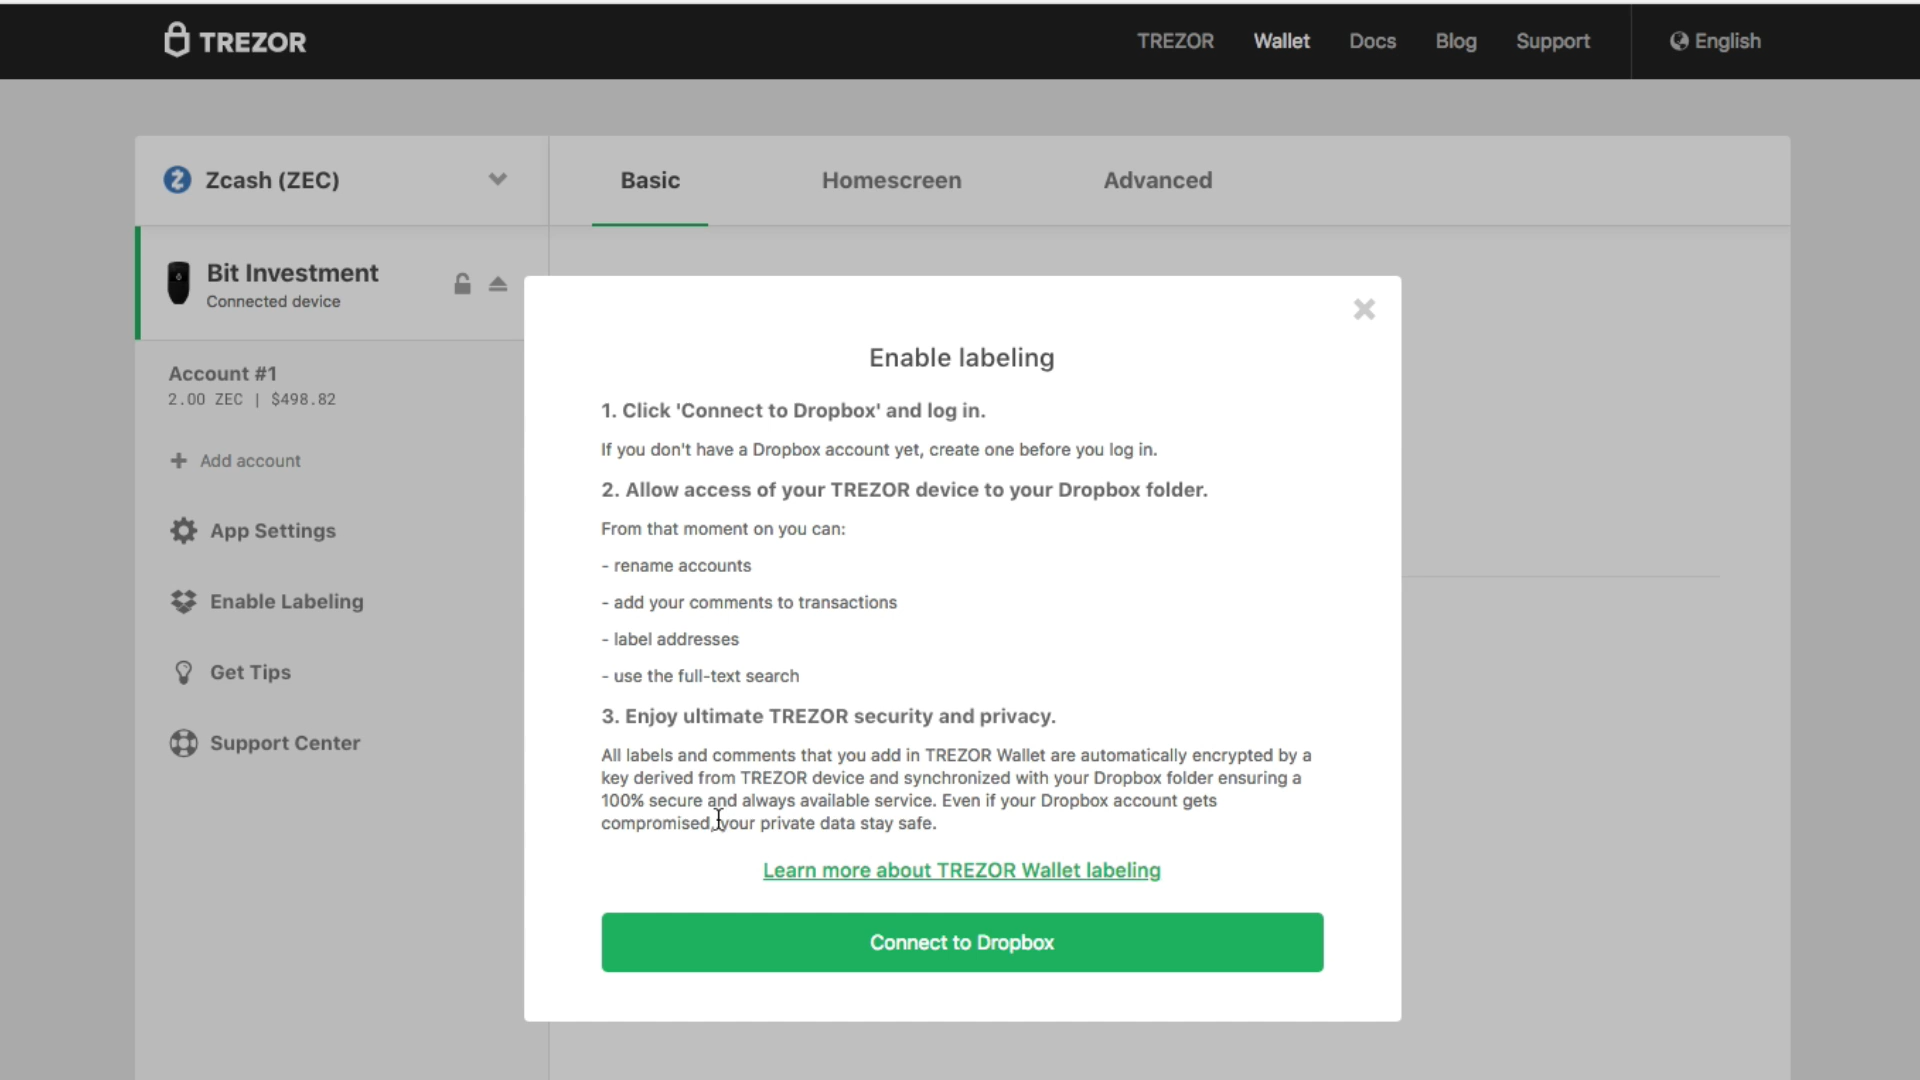 TREZOR
TREZOR Wallet Docs Blog Support English
Zcash (ZEC)
Basic Homescreen Advanced
Bit Investment
Connected device
Account #1
2.00 ZEC | $498.82
+ Add account
App Settings
Enable Labeling
Get Tips
Support Center
Enable labeling
1. Click 'Connect to Dropbox' and log in.
If you don't have a Dropbox account yet, create one before you log in.
2. Allow access of your TREZOR device to your Dropbox folder.
From that moment on you can:
- rename accounts
- add your comments to transactions
- label addresses
- use the full-text search
3. Enjoy ultimate TREZOR security and privacy.
All labels and comments that you add in TREZOR Wallet are automatically encrypted by a
key derived from TREZOR device and synchronized with your Dropbox folder ensuring a
100% secure and always available service. Even if your Dropbox account gets
compromised, your private data stay safe.
Learn more about TREZOR Wallet labeling
Connect to Dropbox